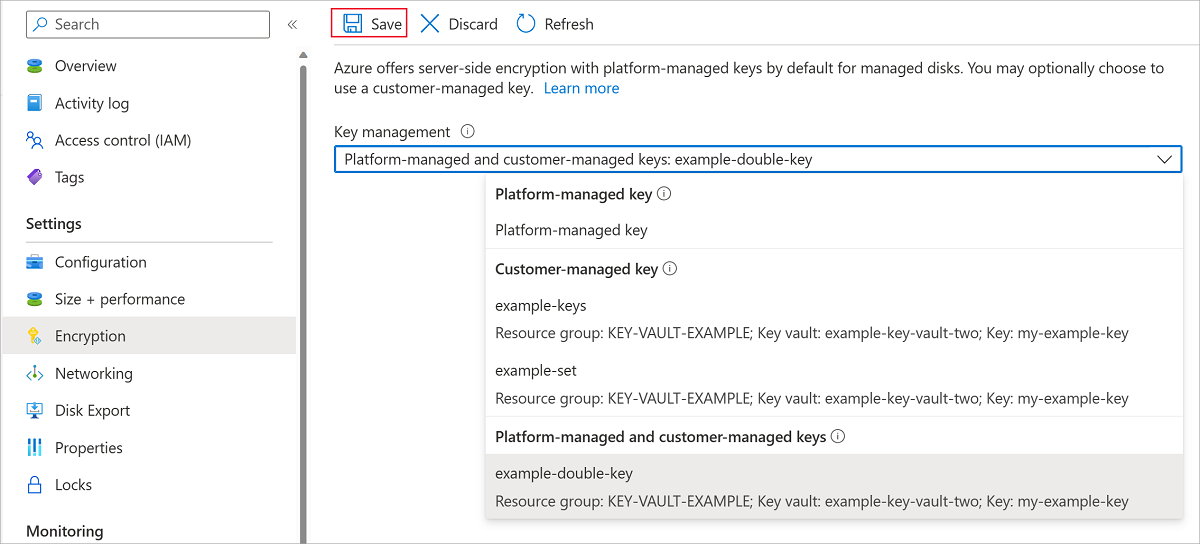 Search
«
Overview
Activity log
Access control (IAM)
Tags
Settings
Configuration
Size + performance
Encryption
Networking
Disk Export
Properties
Locks
Monitoring
Save Discard Refresh
Azure offers server-side encryption with platform-managed keys by default for managed disks. You may optionally choose to
use a customer-managed key. Learn more
Key management
Platform-managed and customer-managed keys: example-double-key
Platform-managed key
Platform-managed key
Customer-managed key
example-keys
Resource group: KEY-VAULT-EXAMPLE; Key vault: example-key-vault-two; Key: my-example-key
example-set
Resource group: KEY-VAULT-EXAMPLE; Key vault: example-key-vault-two; Key: my-example-key
Platform-managed and customer-managed keys
example-double-key
Resource group: KEY-VAULT-EXAMPLE; Key vault: example-key-vault-two; Key: my-example-key